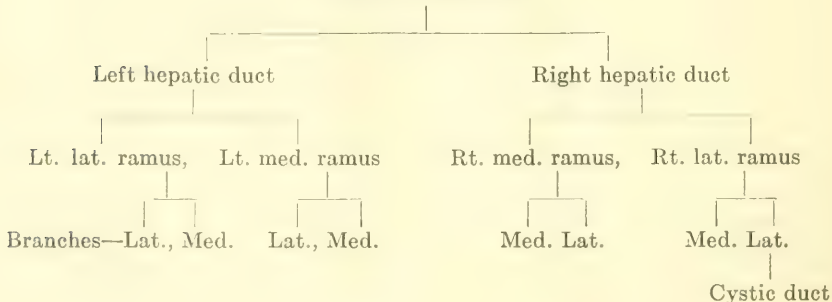 Left hepatic duct Right hepatic duct
Lt. lat. ramus, Lt. med. ramus Rt. med. ramus, Rt. lat. ramus
Branches—Lat., Med. Lat., Med. Med. Lat. Med. Lat.
Cystic duct